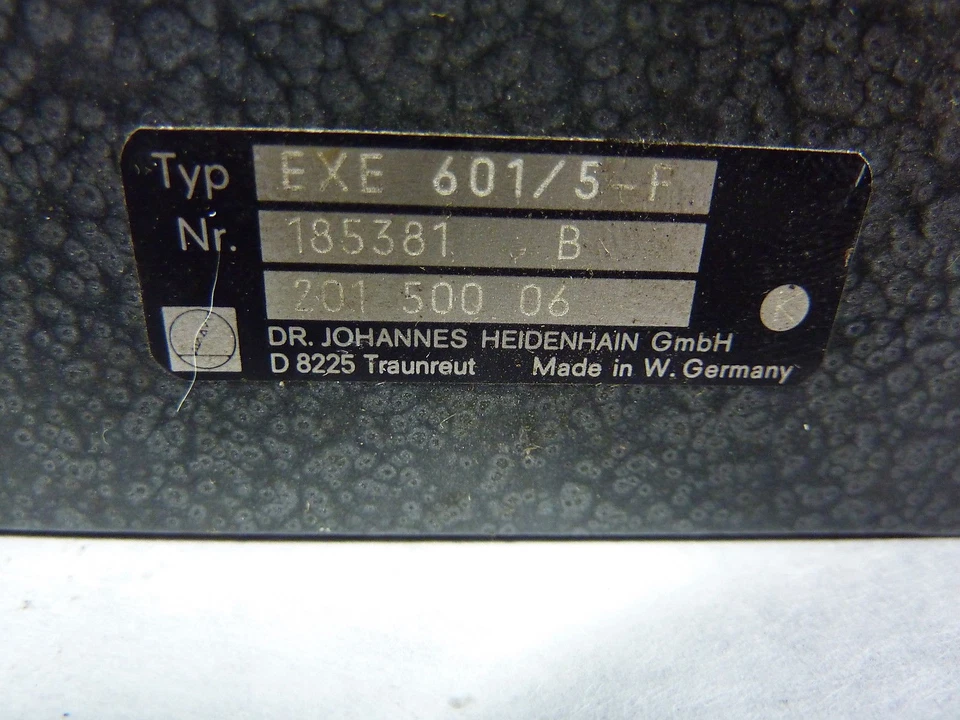 Typ EXE 601/5-F
Nr. 185381 B
201 500 06
K
DR. JOHANNES HEIDENHAIN GmbH
D 8225 Traunreut Made in W. Germany